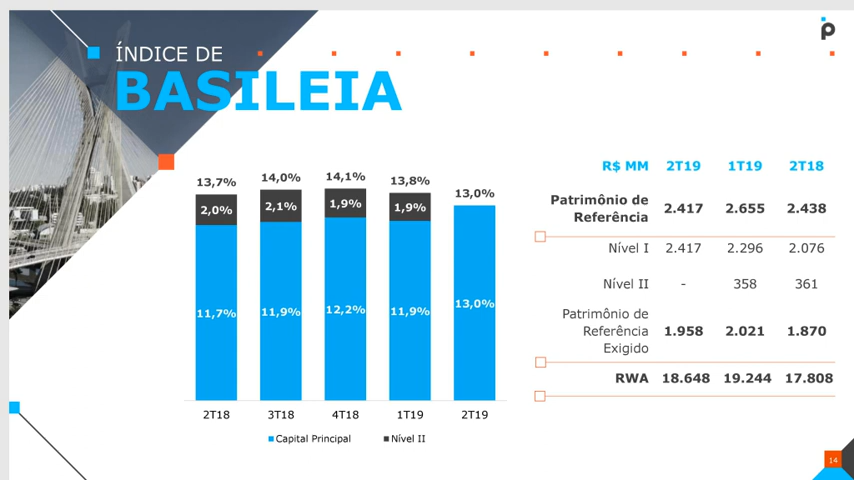 ÍNDICE DE
BASILEIA
13,7%
14,0%
14,1%
13,8%
13,0%
2,0%
2,1%
1,9%
1,9%
11,7%
11,9%
12,2%
11,9%
13,0%
2T18
3T18
4T18
1T19
2T19
Capital Principal
Nível II
R$ MM 2T19 1T19 2T18
Patrimônio de
Referência 2.417 2.655 2.438
Nível I 2.417 2.296 2.076
Nível II - 358 361
Patrimônio de
Referência 1.958 2.021 1.870
Exigido
RWA 18.648 19.244 17.808
14